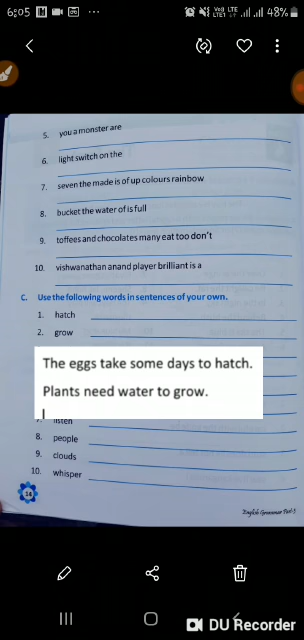 6:05
Vo9 LTE
LTE1
48%
5. you a monster are
6. light switch on the
7. seven the made is of up colours rainbow
8. bucket the water of is full
9. toffees and chocolates many eat too don't
10. vishwanathan anand player brilliant is a
C. Use the following words in sentences of your own.
1. hatch
2. grow
The eggs take some days to hatch.
Plants need water to grow.
7. listen
8. people
9. clouds
10. whisper
English Grammar Part-5
DU Recorder